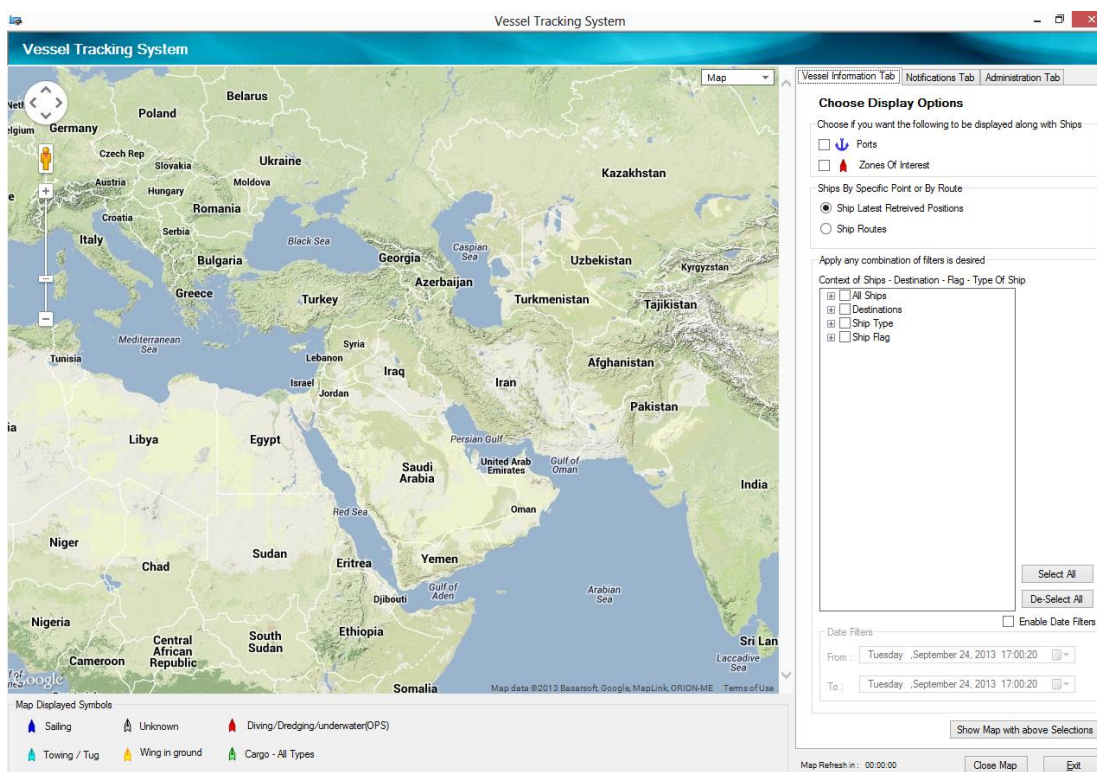 Vessel Tracking System
Vessel Tracking System
Map
Belarus
Poland
Germany
Czech Rep
Slovakia
Ukraine
Kazakhstan
Austria
Hungary
Moldova
Romania
Croatia
Serbia
Italy
Black Sea
Caspian
Sea
Bulgaria
Georgia
Uzbekistan
Kyrgyzstan
Azerbaijan
Greece
Turkey
Turkmenistan
Tajikistan
Mediterranean
Sea
Tunisia
Syria
Lebanon
Iraq
Iran
Afghanistan
Israel
Jordan
Pakistan
Libya
Egypt
Persian Gulf
Saudi
Arabia
United Arab
Emirates
Gulf of
Oman
India
Red Sea
Oman
Niger
Chad
Sudan
Eritrea
Yemen
Gulf of
Aden
Djibouti
Arabian
Sea
Nigeria
Central
African
Republic
South
Sudan
Ethiopia
Sri Lan
Cameroon
Laccadive
Sea
Google
Somalia
Map data ©2013 Basarsoft, Google, MapLink, ORION-ME Terms of Use
Map Displayed Symbols
Sailing
Unknown
Diving/Dredging/underwater(OPS)
Towing / Tug
Wing in ground
Cargo - All Types
Vessel Information Tab
Notifications Tab
Administration Tab
Choose Display Options
Choose if you want the following to be displayed along with Ships
Ports
Zones Of Interest
Ships By Specific Point or By Route
Ship Latest Retreived Positions
Ship Routes
Apply any combination of filters is desired
Context of Ships - Destination - Flag - Type Of Ship
All Ships
Destinations
Ship Type
Ship Flag
Select All
De-Select All
Enable Date Filters
Date Filters
From : Tuesday ,September 24, 2013 17:00:20
To : Tuesday ,September 24, 2013 17:00:20
Show Map with above Selections
Map Refresh in : 00:00:00
Close Map
Exit